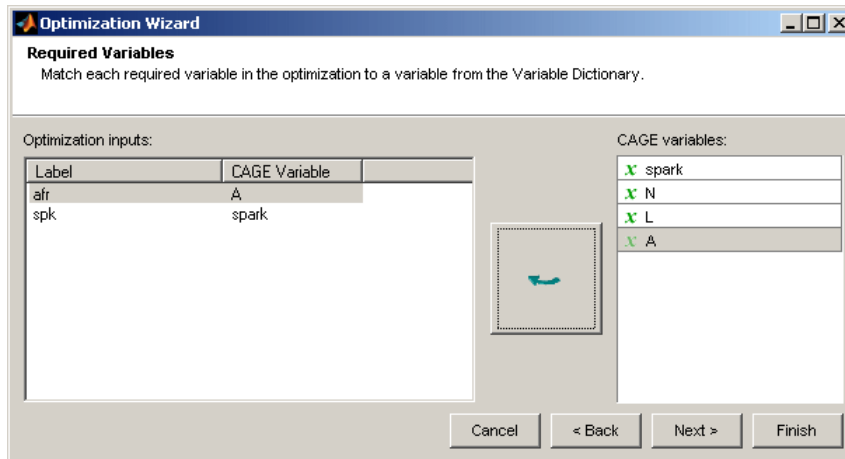 Optimization Wizard
Required Variables
Match each required variable in the optimization to a variable from the Variable Dictionary.
Optimization inputs:
Label CAGE Variable
afr A
spk spark
CAGE variables:
x spark
x N
x L
x A
Cancel < Back Next > Finish